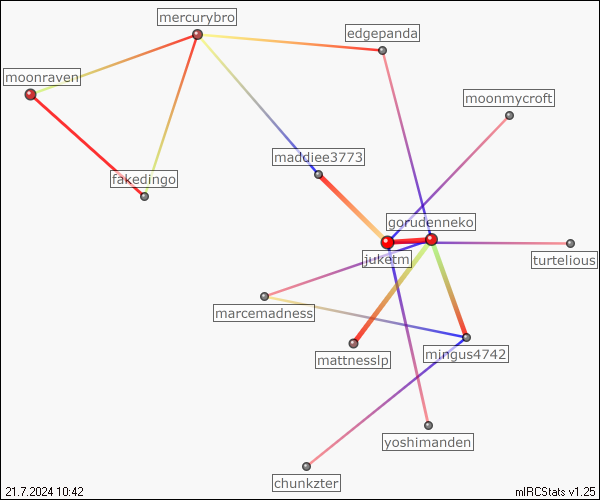 mercurybro
edgepanda
moonraven
moonmycroft
maddiee3773
fakedingo
gorudenneko
juketm
turtelious
marcemadness
mattnesslp
mingus4742
yoshimanden
chunkzter
21.7.2024 10:42
mIRCStats v1.25